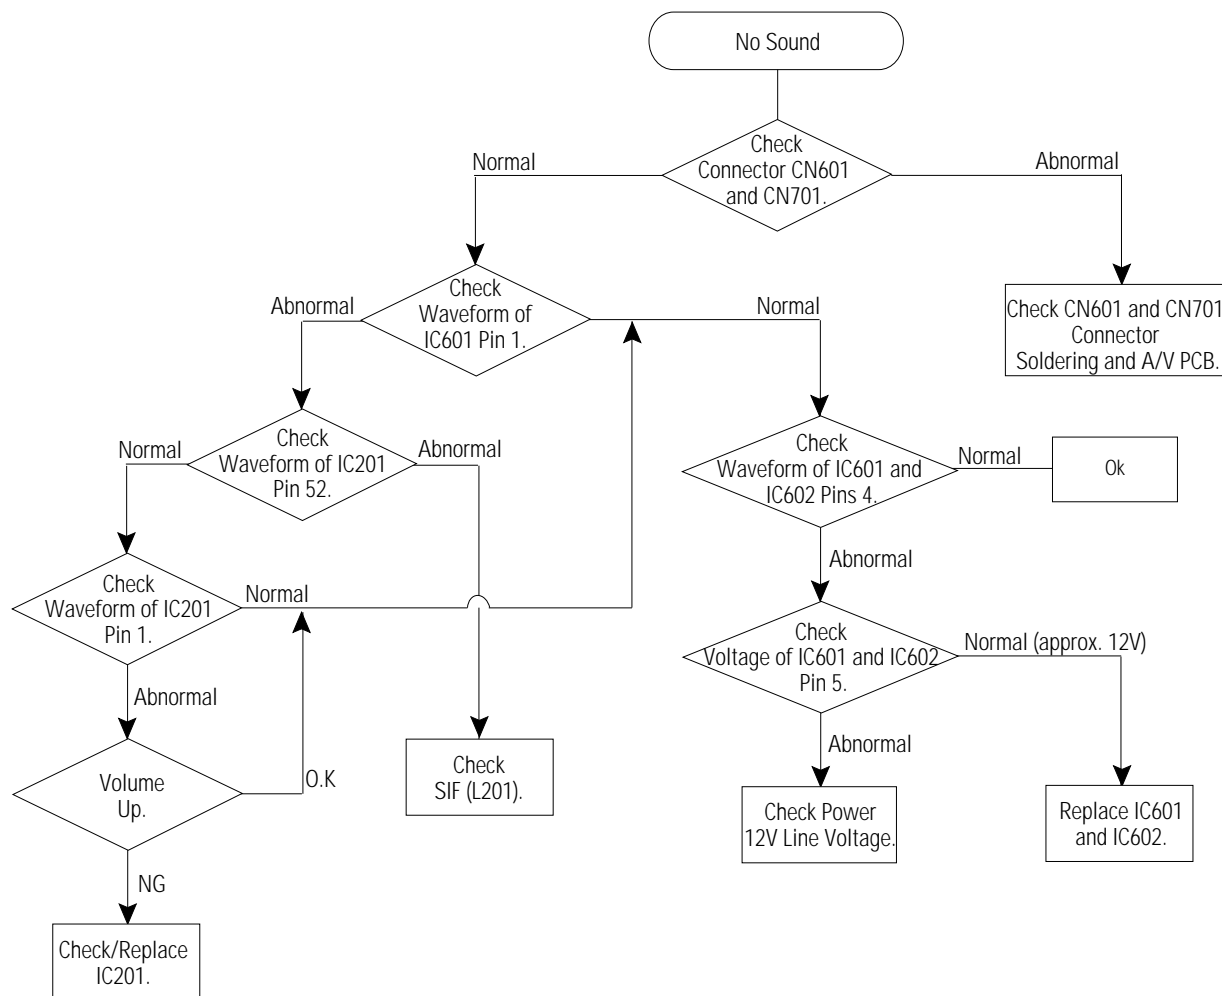 No Sound
Check
Connector CN601
and CN701.
Normal
Abnormal
Check
Waveform of
IC601 Pin 1.
Abnormal
Normal
Check CN601 and CN701
Connector
Soldering and A/V PCB.
Check
Waveform of IC201
Pin 52.
Normal
Abnormal
Check
Waveform of IC601 and
IC602 Pins 4.
Normal
Ok
Abnormal
Check
Waveform of IC201
Pin 1.
Normal
Abnormal
Check
Voltage of IC601 and IC602
Pin 5.
Normal (approx. 12V)
Abnormal
Volume
Up.
O.K
NG
Check
SIF (L201).
Check Power
12V Line Voltage.
Replace IC601
and IC602.
Check/Replace
IC201.